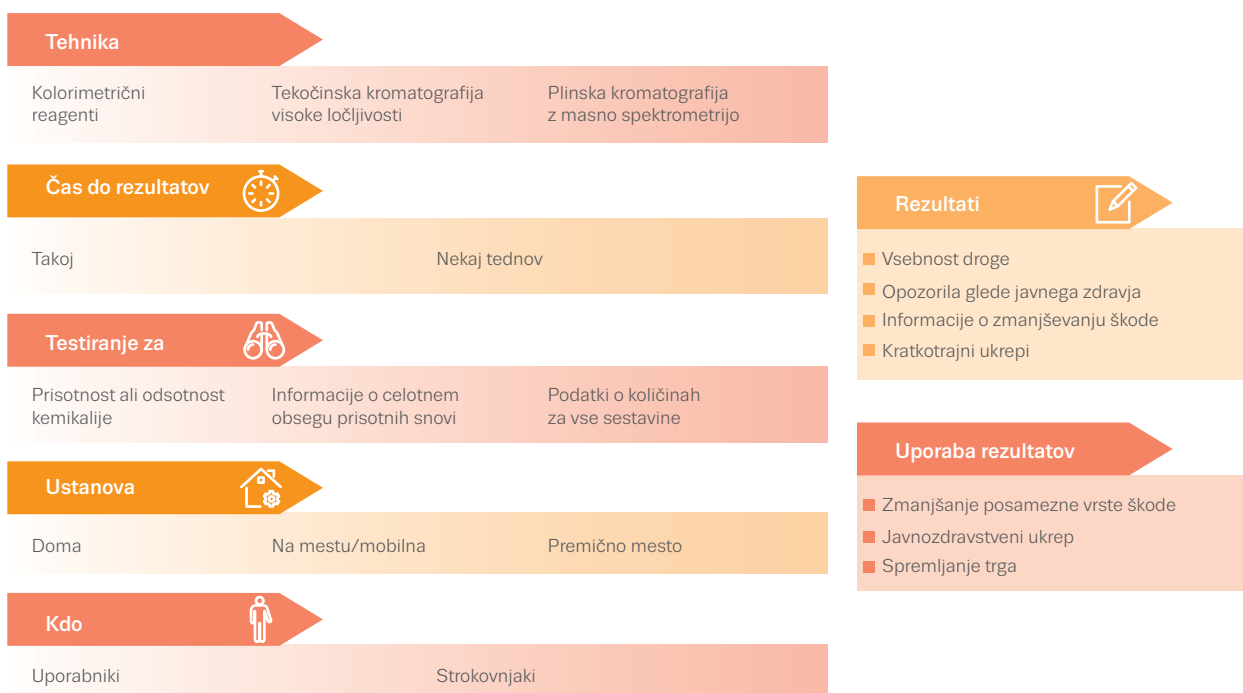 Tehnika
Kolorimetrični
reagenti
Tekočinska kromatografija
visoke ločljivosti
Plinska kromatografija
z masno spektrometrijo
Čas do rezultatov
Takoj
Nekaj tednov
Testiranje za
Prisotnost ali odsotnost
kemikalije
Informacije o celotnem
obsegu prisotnih snovi
Podatki o količinah
za vse sestavine
Ustanova
Doma
Na mestu/mobilna
Premično mesto
Kdo
Uporabniki
Strokovnjaki
Rezultati
Vsebnost droge
Opozorila glede javnega zdravja
Informacije o zmanjševanju škode
Kratkotrajni ukrepi
Uporaba rezultatov
Zmanjšanje posamezne vrste škode
Javnozdravstveni ukrep
Spremljanje trga